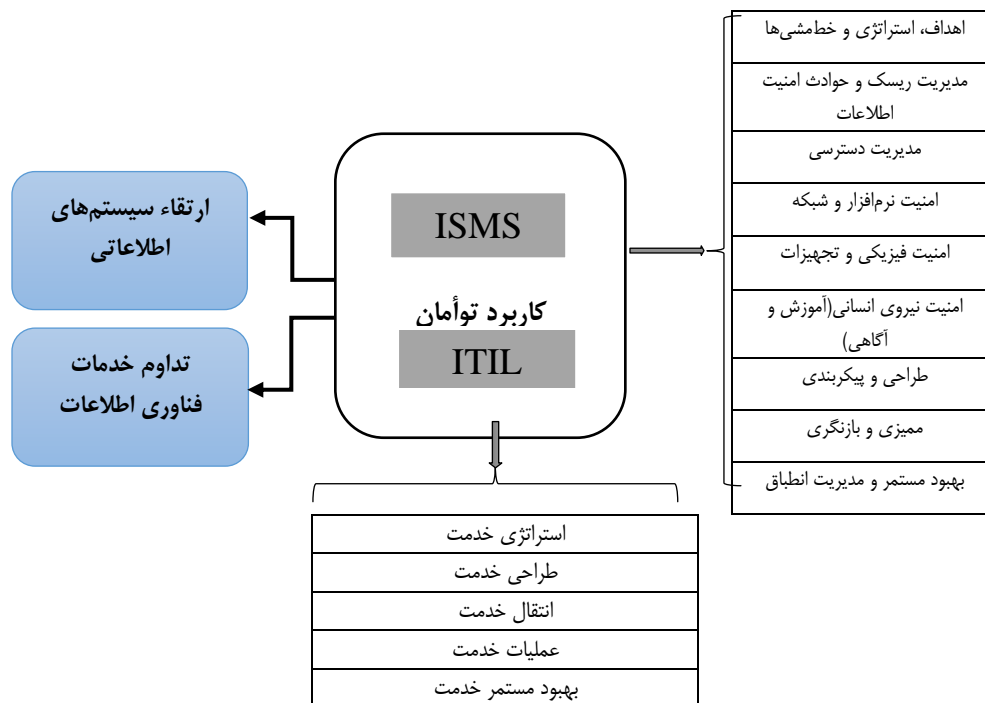 اهداف، استراتژی و خط‌مشی‌ها
مدیریت ریسک و حوادث امنیت
اطلاعات
مدیریت دسترسی
امنیت نرم‌افزار و شبکه
امنیت فیزیکی و تجهیزات
امنیت نیروی انسانی(آموزش و
آگاهی)
طراحی و پیکربندی
ممیزی و بازنگری
بهبود مستمر و مدیریت انطباق
ISMS
کاربرد توأمان
ITIL
ارتقاء سیستم‌های
اطلاعاتی
تداوم خدمات
فناوری اطلاعات
استراتژی خدمت
طراحی خدمت
انتقال خدمت
عملیات خدمت
بهبود مستمر خدمت